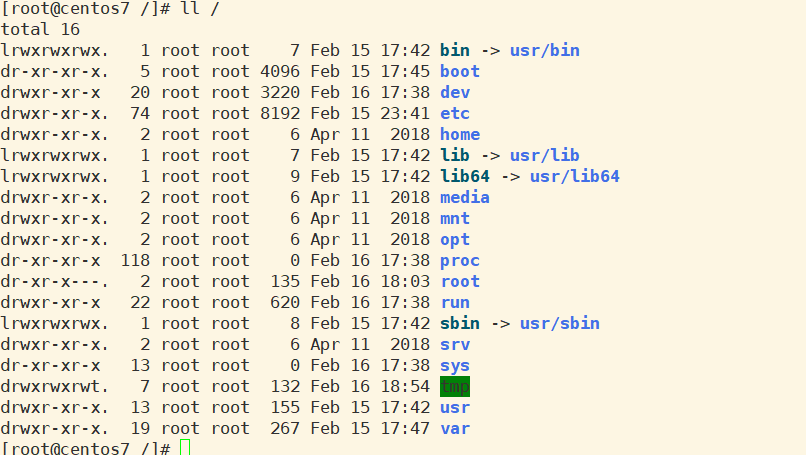 [root@centos7 /]# ll /
total 16
lrwxrwxrwx.   1 root root    7 Feb 15 17:42 bin -> usr/bin
dr-xr-xr-x.   5 root root 4096 Feb 15 17:45 boot
drwxr-xr-x   20 root root 3220 Feb 16 17:38 dev
drwxr-xr-x.  74 root root 8192 Feb 15 23:41 etc
drwxr-xr-x.   2 root root    6 Apr 11  2018 home
lrwxrwxrwx.   1 root root    7 Feb 15 17:42 lib -> usr/lib
lrwxrwxrwx.   1 root root    9 Feb 15 17:42 lib64 -> usr/lib64
drwxr-xr-x.   2 root root    6 Apr 11  2018 media
drwxr-xr-x.   2 root root    6 Apr 11  2018 mnt
drwxr-xr-x.   2 root root    6 Apr 11  2018 opt
dr-xr-xr-x  118 root root    0 Feb 16 17:38 proc
dr-xr-x---.   2 root root  135 Feb 16 18:03 root
drwxr-xr-x   22 root root  620 Feb 16 17:38 run
lrwxrwxrwx.   1 root root    8 Feb 15 17:42 sbin -> usr/sbin
drwxr-xr-x.   2 root root    6 Apr 11  2018 srv
dr-xr-xr-x   13 root root    0 Feb 16 17:38 sys
drwxrwxrwt.   7 root root  132 Feb 16 18:54 tmp
drwxr-xr-x.  13 root root  155 Feb 15 17:42 usr
drwxr-xr-x.  19 root root  267 Feb 15 17:47 var
[root@centos7 /]#